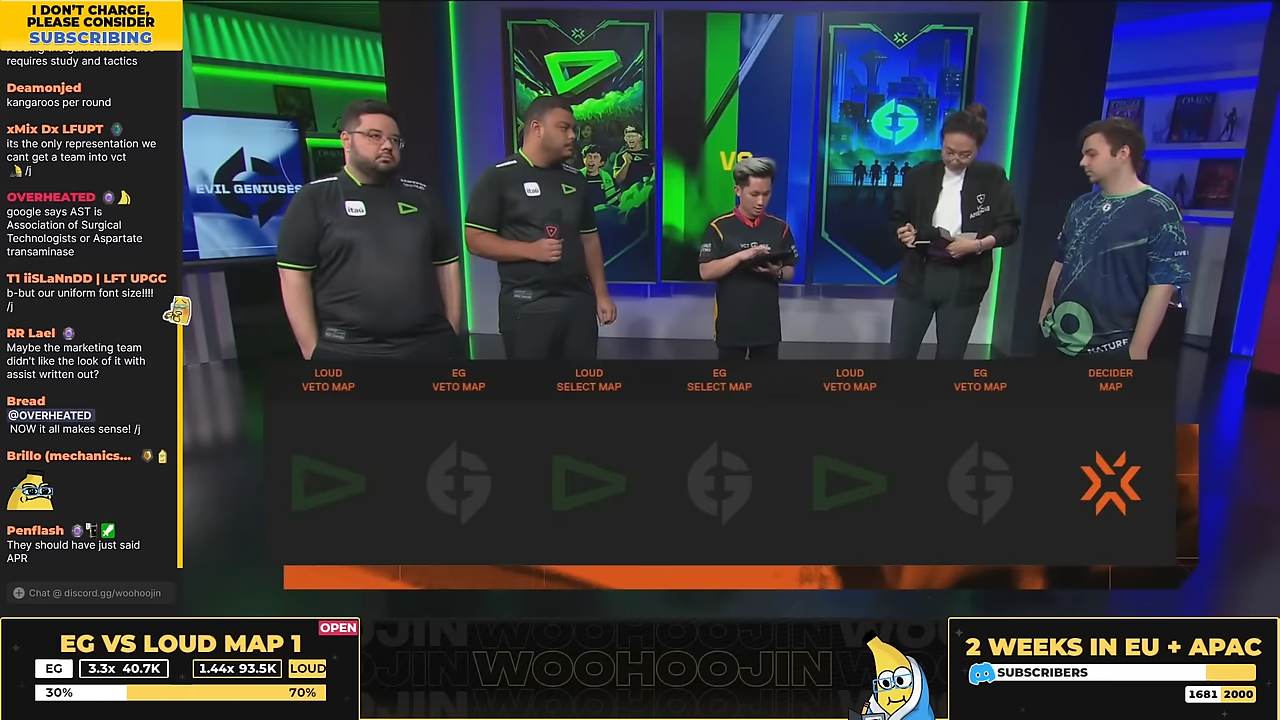 I DON'T CHARGE,
PLEASE CONSIDER
SUBSCRIBING
requires study and tactics
Deamonjed
kangaroos per round
xMix Dx LFUPT
its the only representation we
cant get a team into vct
/j
OVERHEATED
google says AST is
Association of Surgical
Technologists or Aspartate
transaminase
T1 iiSLaNnDD | LFT UPGC
b-but our uniform font size!!!!
/j
RR Lael
Maybe the marketing team
didn't like the look of it with
assist written out?
Bread
@OVERHEATED
NOW it all makes sense! /j
Brillo (mechanics...
Penflash
They should have just said
APR
Chat @ discord.gg/woohoojin
EVIL GENIUSES
VS
itaú
itaú
NATURE
LOUD
VETO MAP
EG
VETO MAP
LOUD
SELECT MAP
EG
SELECT MAP
LOUD
VETO MAP
EG
VETO MAP
DECIDER
MAP
OPEN
EG VS LOUD MAP 1
EG
3.3x 40.7K
1.44x 93.5K
LOUD
30%
70%
WOOHOOJIN
2 WEEKS IN EU + APAC
SUBSCRIBERS
1681
2000